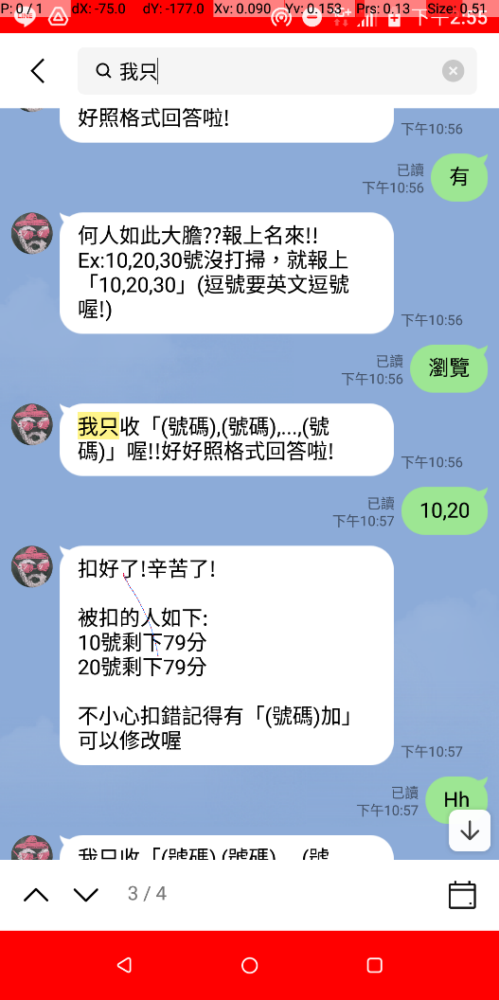 P: 0 / 1 dX: -75.0 dY: -177.0 Xv: 0.090 Yv: 0.153 Prs: 0.13 Size: 0.51
LINE 下午2:55
我只
好照格式回答啦!
下午10:56
已讀
下午10:56
有
何人如此大膽??報上名來!!
Ex:10,20,30號沒打掃，就報上
「10,20,30」(逗號要英文逗號
喔!)
下午10:56
已讀
下午10:56
瀏覽
我只收「(號碼),(號碼),...,(號
碼)」喔!!好好照格式回答啦!
下午10:56
已讀
下午10:57
10,20
扣好了!辛苦了!
被扣的人如下:
10號剩下79分
20號剩下79分
不小心扣錯記得有「(號碼)加」
可以修改喔
下午10:57
已讀
下午10:57
Hh
我只收「(號碼),(號碼),...,(號
3 / 4